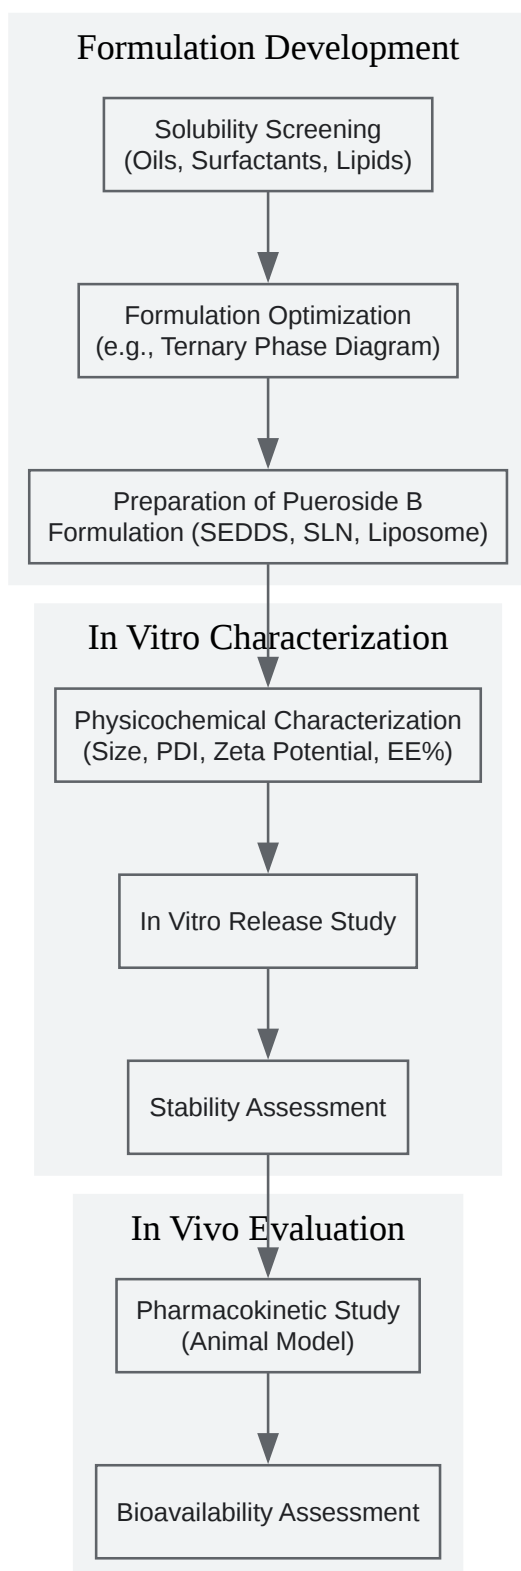 Formulation Development
Solubility Screening
(Oils, Surfactants, Lipids)
Formulation Optimization
(e.g., Ternary Phase Diagram)
Preparation of Pueroside B
Formulation (SEDDS, SLN, Liposome)
In Vitro Characterization
Physicochemical Characterization
(Size, PDI, Zeta Potential, EE%)
In Vitro Release Study
Stability Assessment
In Vivo Evaluation
Pharmacokinetic Study
(Animal Model)
Bioavailability Assessment